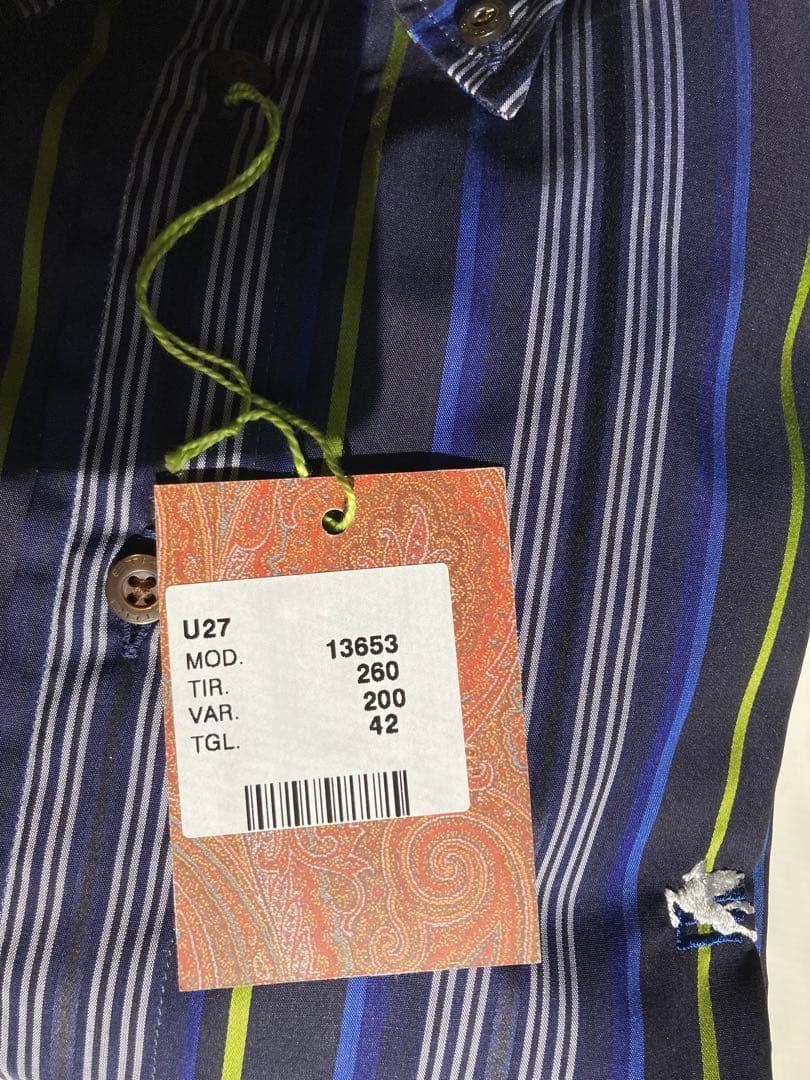 U27
MOD. 13653
TIR. 260
VAR. 200
TGL. 42